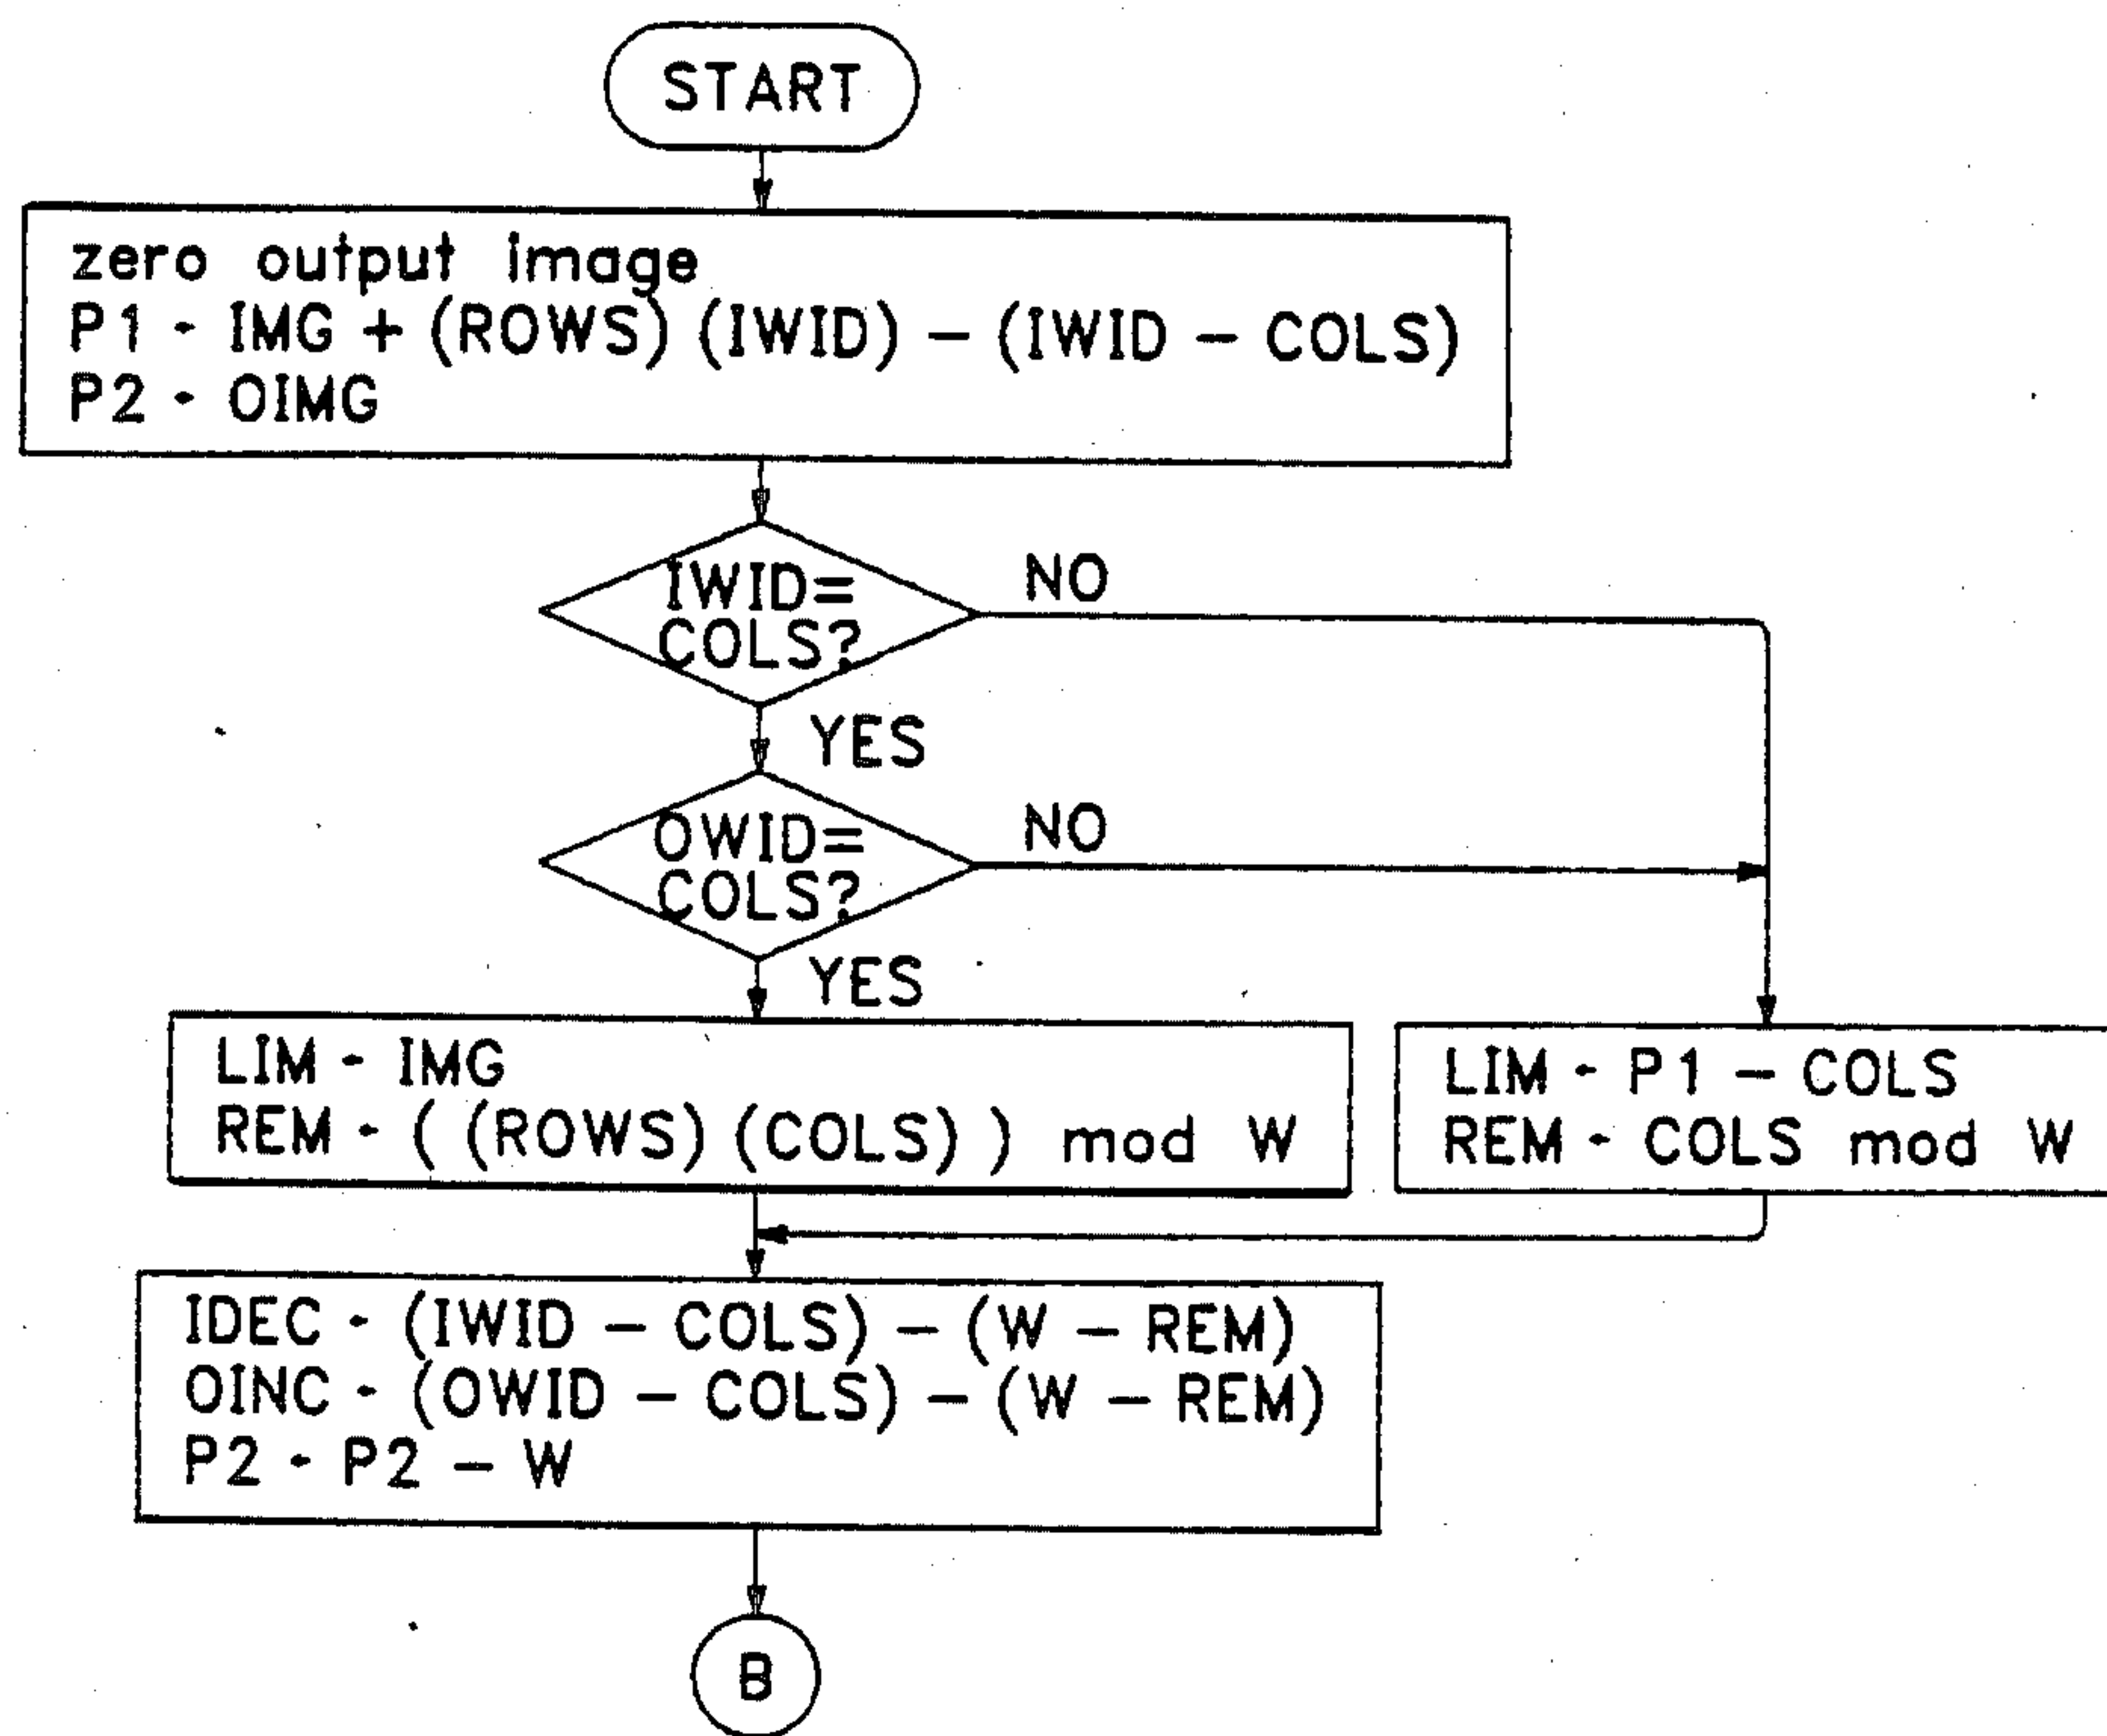 START
zero output image
P1 - IMG + (ROWS) (IWID) - (IWID - COLS)
P2 - OIMG
IWID=
COLS?
NO
YES
OWID=
COLS?
NO
YES
LIM - IMG
REM - ( (ROWS) (COLS) ) mod W
LIM - P1 - COLS
REM - COLS mod W
IDEC - (IWID - COLS) - (W - REM)
OINC - (OWID - COLS) - (W - REM)
P2 - P2 - W
B